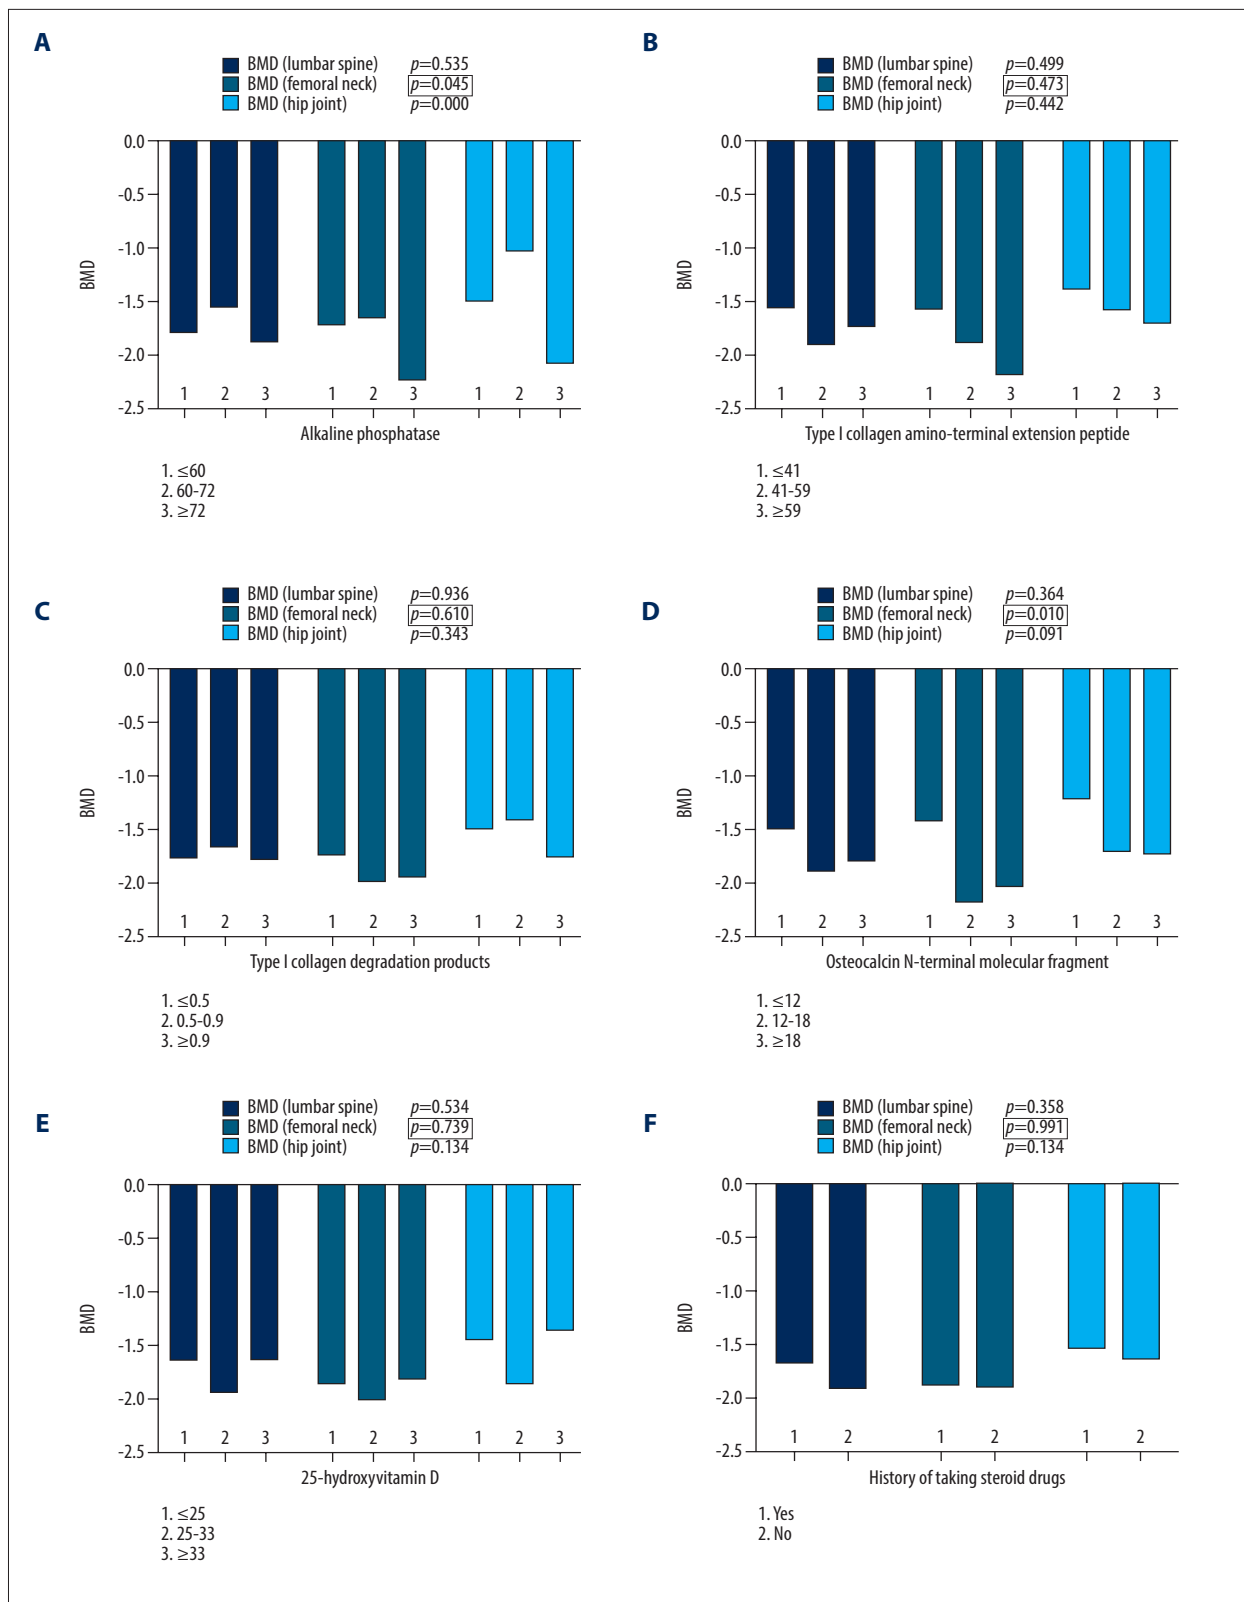 A
BMD (lumbar spine) p=0.535
BMD (femoral neck) p=0.045
BMD (hip joint) p=0.000
0.0
-0.5
-1.0
-1.5
-2.0
-2.5
BMD
1 2 3 1 2 3 1 2 3
Alkaline phosphatase
1. ≤60
2. 60-72
3. ≥72
B
BMD (lumbar spine) p=0.499
BMD (femoral neck) p=0.473
BMD (hip joint) p=0.442
0.0
-0.5
-1.0
-1.5
-2.0
-2.5
BMD
1 2 3 1 2 3 1 2 3
Type I collagen amino-terminal extension peptide
1. ≤41
2. 41-59
3. ≥59
C
BMD (lumbar spine) p=0.936
BMD (femoral neck) p=0.610
BMD (hip joint) p=0.343
0.0
-0.5
-1.0
-1.5
-2.0
-2.5
BMD
1 2 3 1 2 3 1 2 3
Type I collagen degradation products
1. ≤0.5
2. 0.5-0.9
3. ≥0.9
D
BMD (lumbar spine) p=0.364
BMD (femoral neck) p=0.010
BMD (hip joint) p=0.091
0.0
-0.5
-1.0
-1.5
-2.0
-2.5
BMD
1 2 3 1 2 3 1 2 3
Osteocalcin N-terminal molecular fragment
1. ≤12
2. 12-18
3. ≥18
E
BMD (lumbar spine) p=0.534
BMD (femoral neck) p=0.739
BMD (hip joint) p=0.134
0.0
-0.5
-1.0
-1.5
-2.0
-2.5
BMD
1 2 3 1 2 3 1 2 3
25-hydroxyvitamin D
1. ≤25
2. 25-33
3. ≥33
F
BMD (lumbar spine) p=0.358
BMD (femoral neck) p=0.991
BMD (hip joint) p=0.134
0.0
-0.5
-1.0
-1.5
-2.0
-2.5
BMD
1 2 1 2 1 2
History of taking steroid drugs
1. Yes
2. No